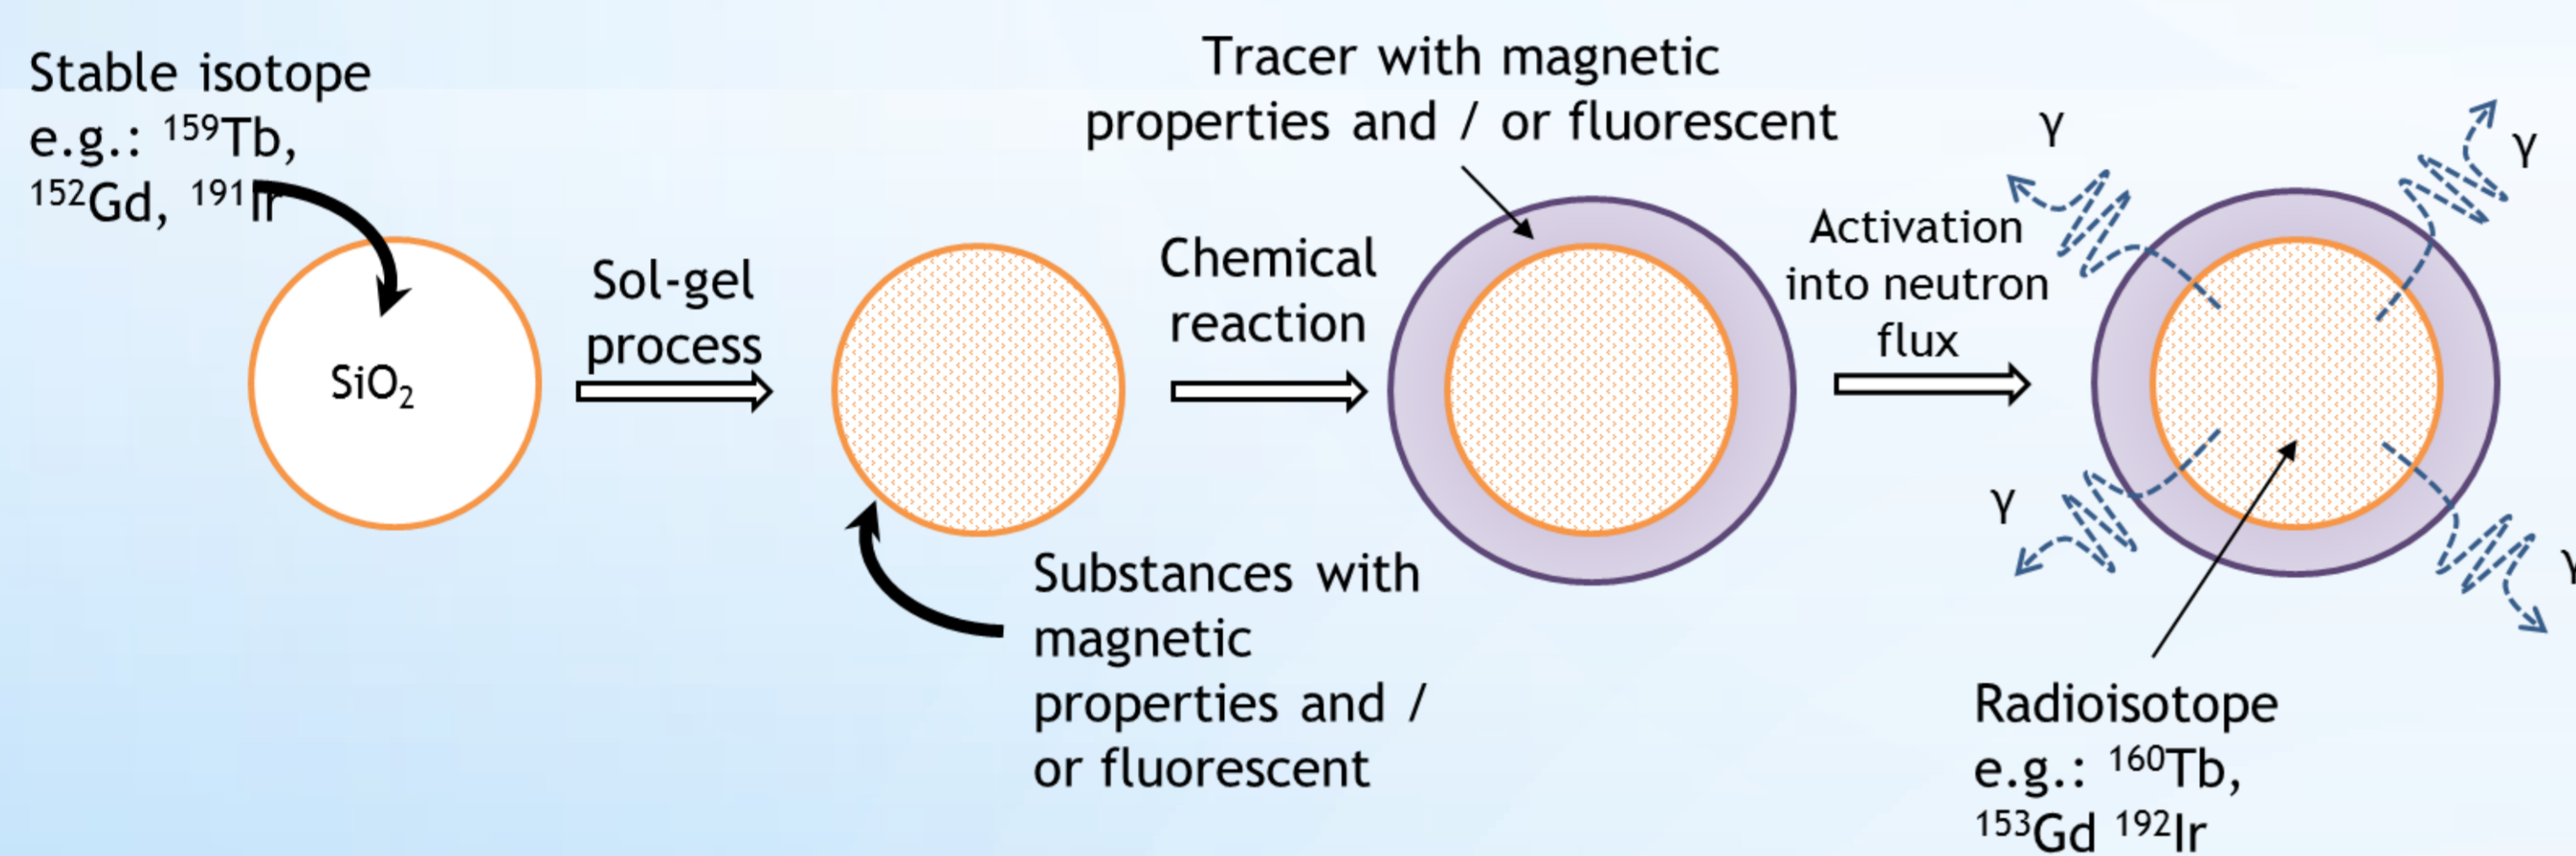 Stable isotope
e.g.: ¹⁵⁹Tb,
¹⁵²Gd, ¹⁹¹Ir
SiO₂
Sol-gel
process
Substances with
magnetic
properties and /
or fluorescent
Chemical
reaction
Tracer with magnetic
properties and / or fluorescent
Activation
into neutron
flux
γ
γ
γ
γ
Radioisotope
e.g.: ¹⁶⁰Tb,
¹⁵³Gd ¹⁹²Ir